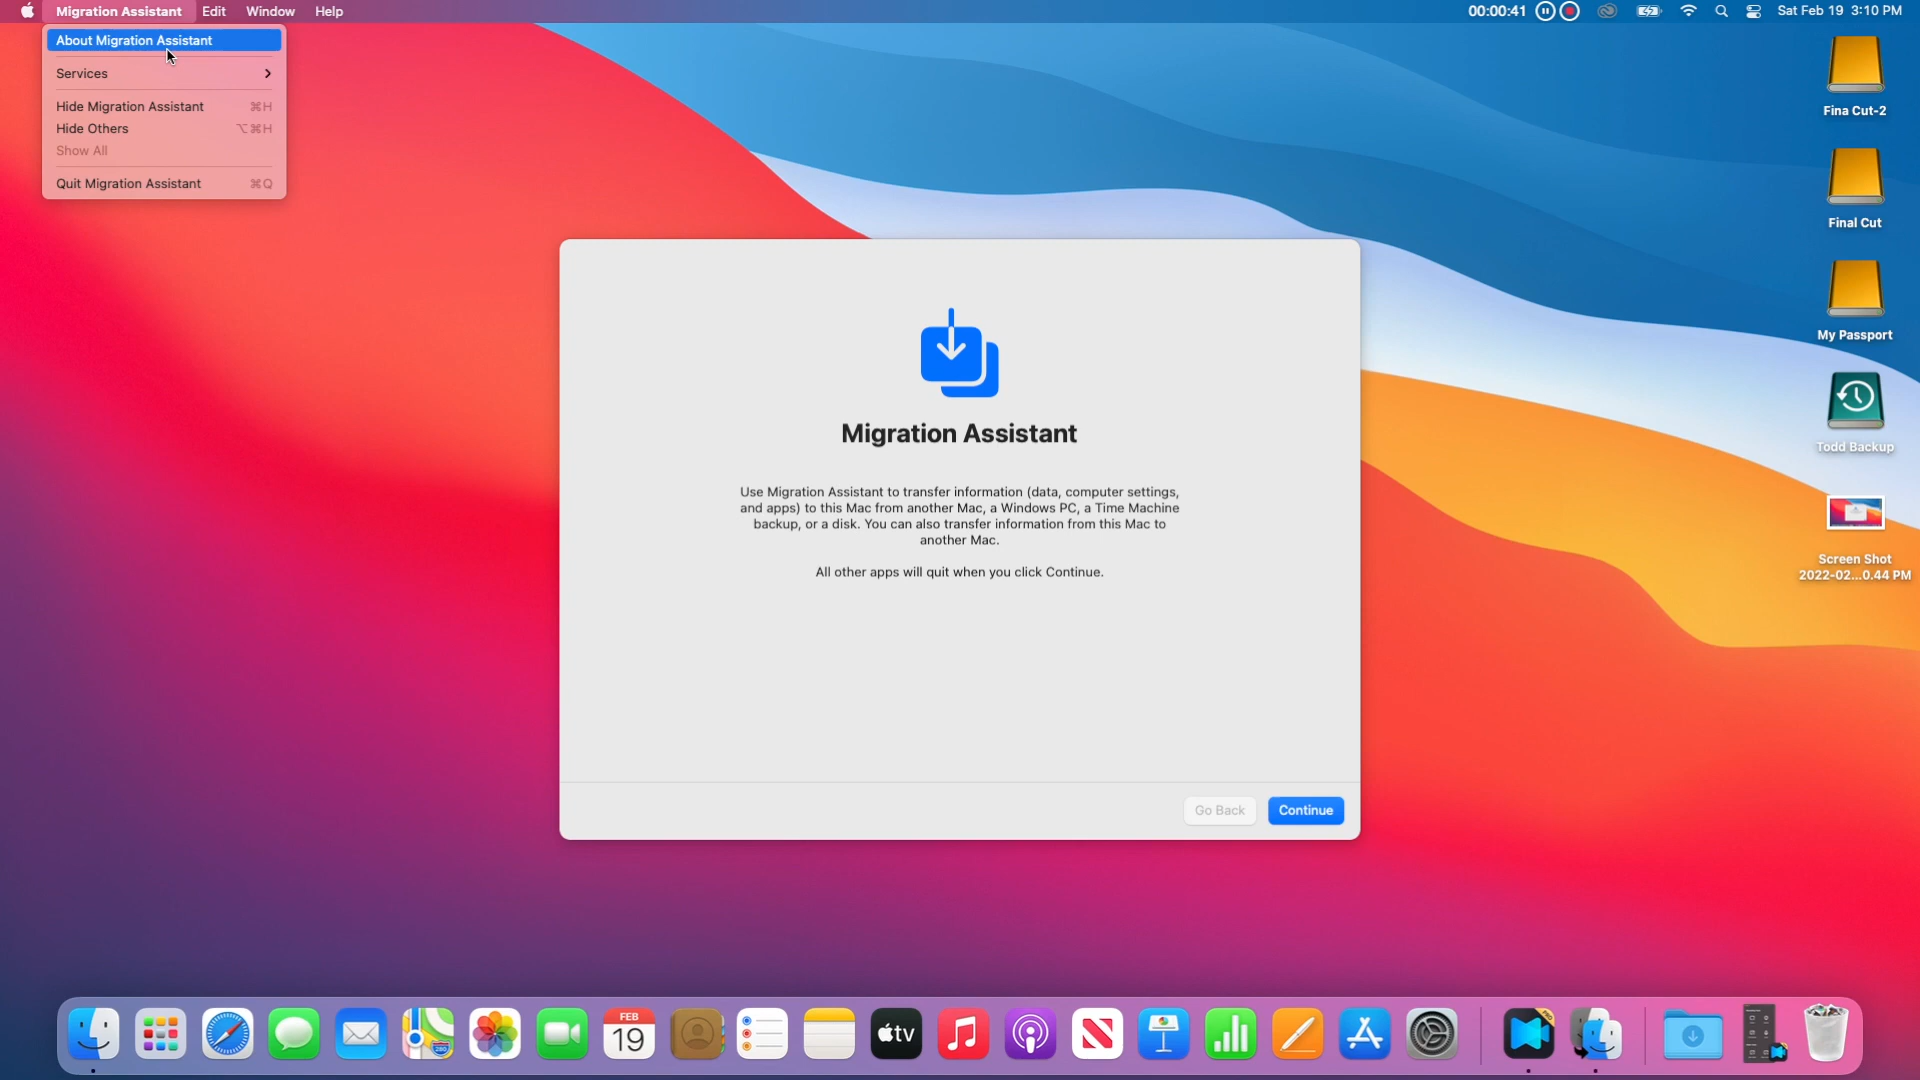 Migration Assistant Edit Window Help
00:00:41 Sat Feb 19 3:10 PM
About Migration Assistant
Services
Hide Migration Assistant ⌘H
Hide Others ⌥⌘H
Show All
Quit Migration Assistant ⌘Q
Fina Cut-2
Final Cut
My Passport
Todd Backup
Screen Shot
2022-02...0.44 PM
Migration Assistant
Use Migration Assistant to transfer information (data, computer settings,
and apps) to this Mac from another Mac, a Windows PC, a Time Machine
backup, or a disk. You can also transfer information from this Mac to
another Mac.
All other apps will quit when you click Continue.
Go Back Continue
FEB
19
tv
280
PRO